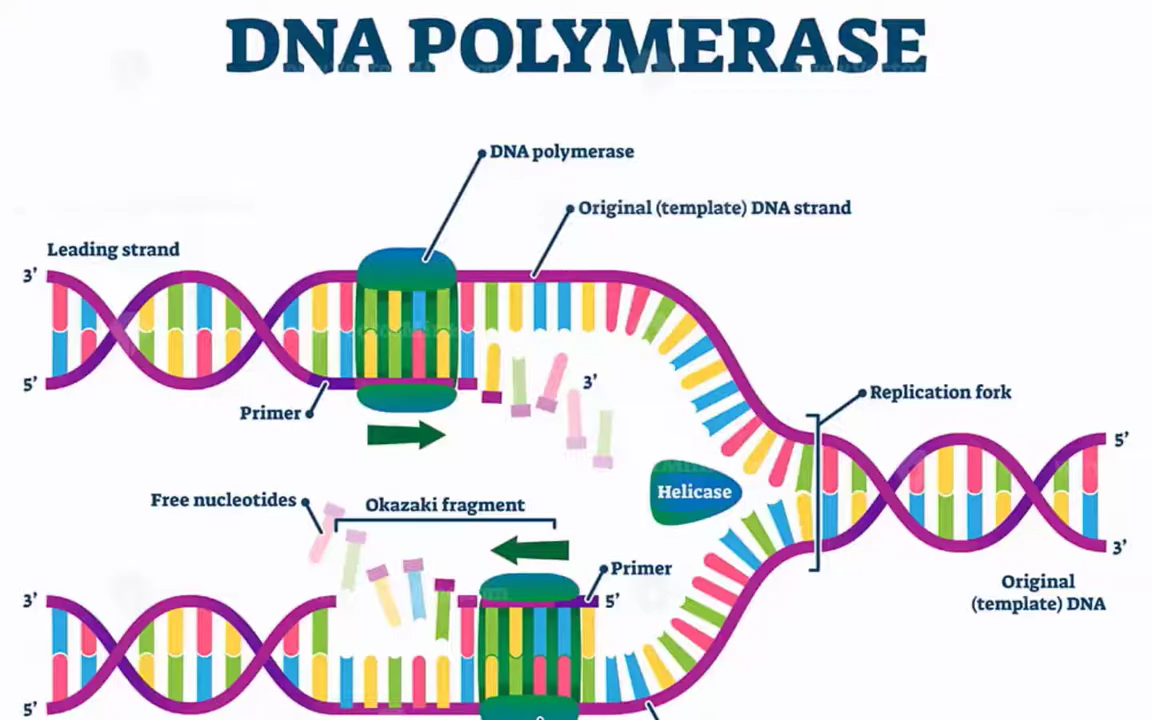 DNA POLYMERASE
DNA polymerase
Original (template) DNA strand
Leading strand
3'
5'
Primer
3'
Replication fork
5'
Helicase
Free nucleotides
Okazaki fragment
3'
Primer
Original
(template) DNA
3'
5'
5'